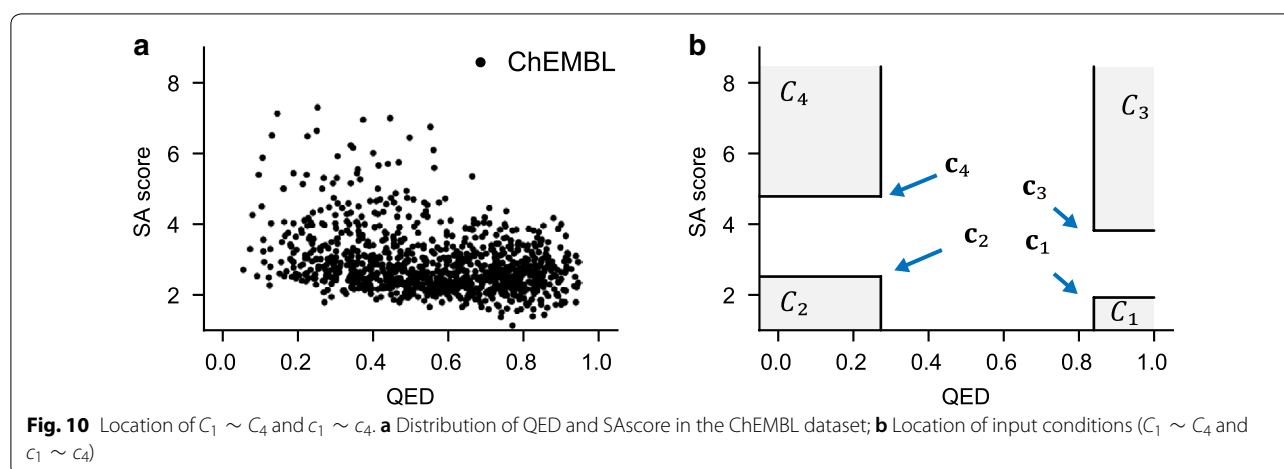 a
ChEMBL
8
6
4
2
SA score
0.0 0.2 0.4 0.6 0.8 1.0
QED
b
8
6
4
2
SA score
C₄
C₃
c₄
c₃
c₂
c₁
C₂
C₁
0.0 0.2 0.4 0.6 0.8 1.0
QED
Fig. 10 Location of C₁ ∼ C₄ and c₁ ∼ c₄. a Distribution of QED and SAscore in the ChEMBL dataset; b Location of input conditions (C₁ ∼ C₄ and
c₁ ∼ c₄)